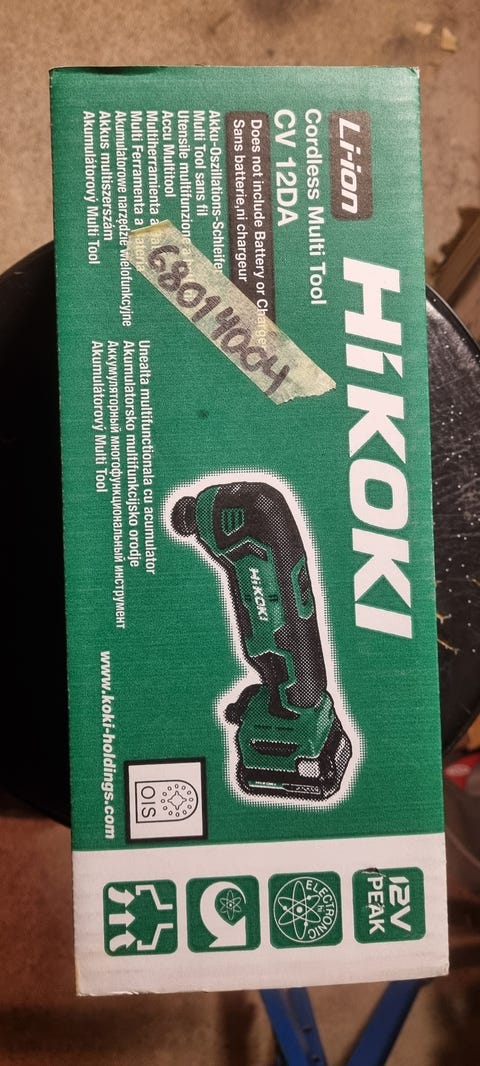 Li-ion
HiKOKI
Cordless Multi Tool
CV 12DA
Does not include Battery or Charger
Sans batterie,ni chargeur
Akku-Oszillations-Schleifer
Multi Tool sans fil
Utensile multifunzione
Accu Multitool
Multiherramienta a
Multi Ferramenta a
Akumulatorowe narzędzie wielofunkcyjne
Akkus multiszerszám
Akumulátorový Multi Tool
68014004
Unealta multifunctionala cu acumulator
Akumulatorsko multifunkcijsko orodje
Аккумуляторный многофункциональный инструмент
Akumulátorový Multi Tool
HiKOKI
www.koki-holdings.com
OIS
12V
PEAK
ELECTRONIC